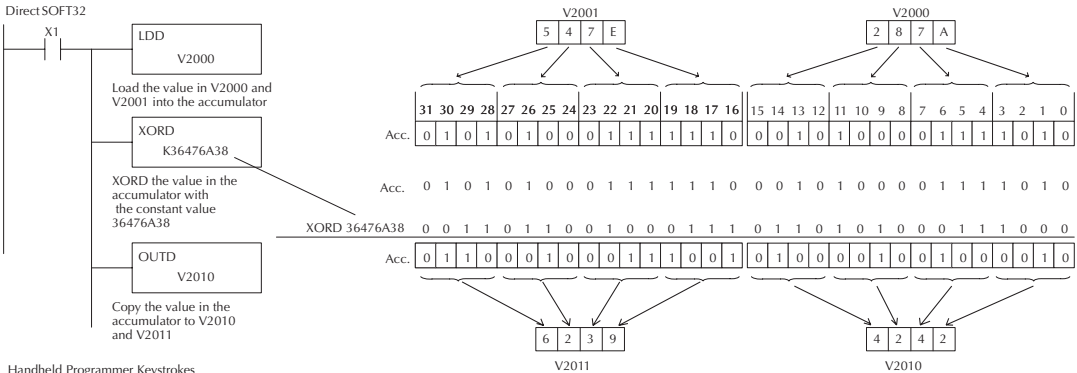 Direct SOFT32
X1
LDD
V2000
Load the value in V2000 and
V2001 into the accumulator
XORD
K36476A38
XORD the value in the
accumulator with
the constant value
36476A38
OUTD
V2010
Copy the value in the
accumulator to V2010
and V2011
Handheld Programmer Keystrokes
V2001 V2000
5 4 7 E 2 8 7 A
31 30 29 28 27 26 25 24 23 22 21 20 19 18 17 16 15 14 13 12 11 10 9 8 7 6 5 4 3 2 1 0
Acc. 0 1 0 1 0 1 0 0 0 1 1 1 1 1 1 0 0 0 1 0 1 0 0 0 0 1 1 1 1 0 1 0
Acc. 0 1 0 1 0 1 0 0 0 1 1 1 1 1 1 0 0 0 1 0 1 0 0 0 0 1 1 1 1 0 1 0
XORD 36476A38 0 0 1 1 0 1 1 0 0 1 0 0 0 1 1 1 0 1 1 0 1 0 1 0 0 0 1 1 1 0 0 0
Acc. 0 1 1 0 0 0 1 0 0 0 1 1 1 0 0 1 0 1 0 0 0 0 1 0 0 1 0 0 0 0 1 0
6 2 3 9 4 2 4 2
V2011 V2010